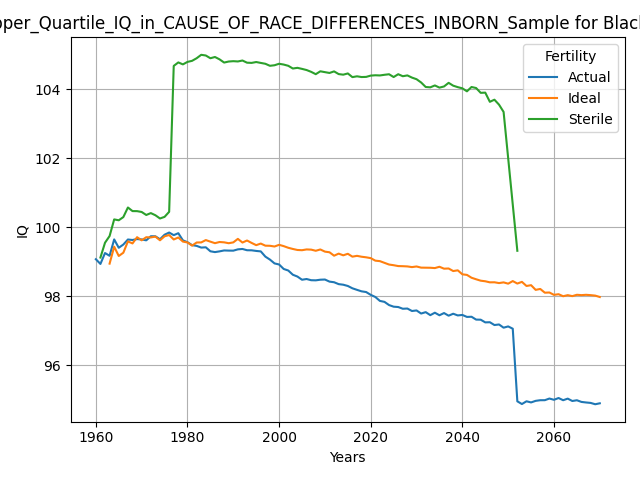 pper_Quartile_IQ_in_CAUSE_OF_RACE_DIFFERENCES_INBORN_Sample for Black
Fertility
Actual
Ideal
Sterile
IQ
104
102
100
98
96
1960
1980
2000
2020
2040
2060
Years